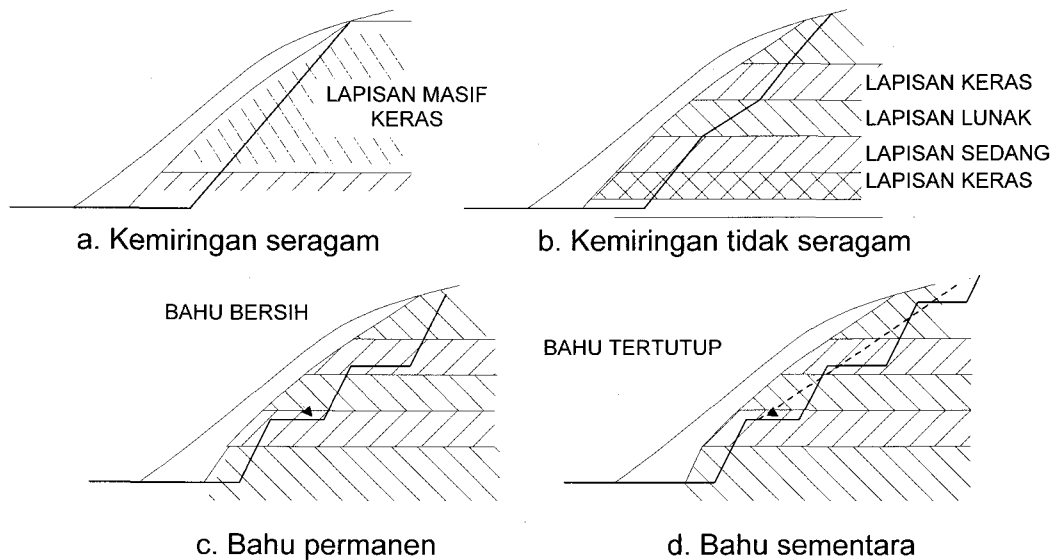 LAPISAN MASIF
KERAS
a. Kemiringan seragam
LAPISAN KERAS
LAPISAN LUNAK
LAPISAN SEDANG
LAPISAN KERAS
b. Kemiringan tidak seragam
BAHU BERSIH
c. Bahu permanen
BAHU TERTUTUP
d. Bahu sementara